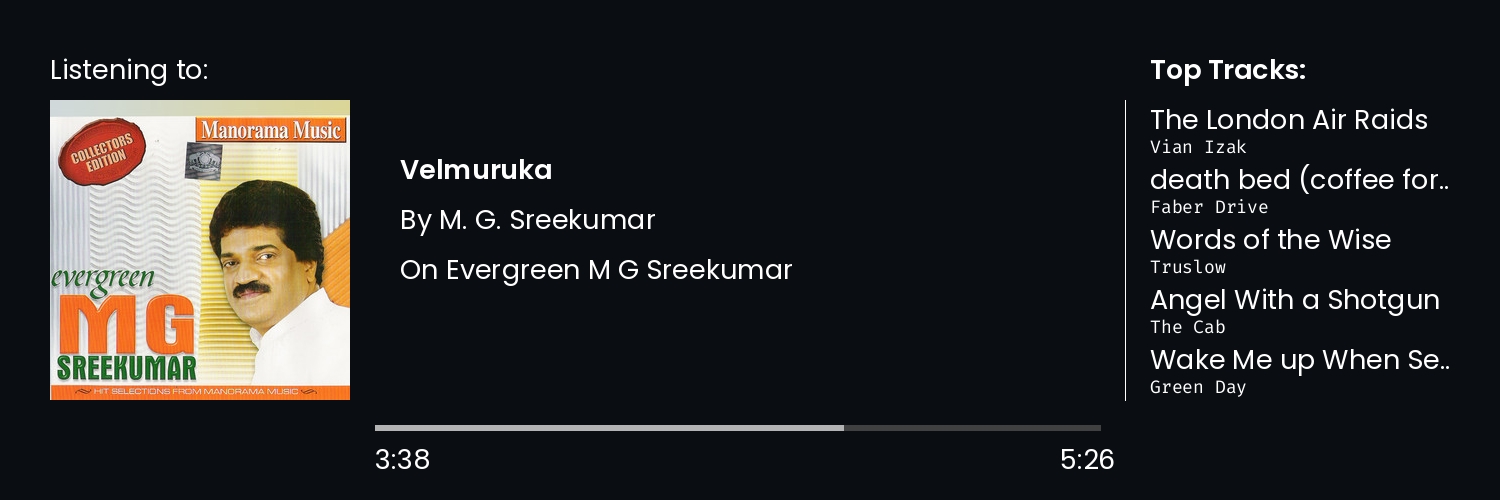 Listening to:
COLLECTORS
EDITION
Manorama Music
evergreen
MG
SREEKUMAR
HIT SELECTIONS FROM MANORAMA MUSIC
Velmuruka
By M. G. Sreekumar
On Evergreen M G Sreekumar
3:38
5:26
Top Tracks:
The London Air Raids
Vian Izak
death bed (coffee for..
Faber Drive
Words of the Wise
Truslow
Angel With a Shotgun
The Cab
Wake Me up When Se..
Green Day